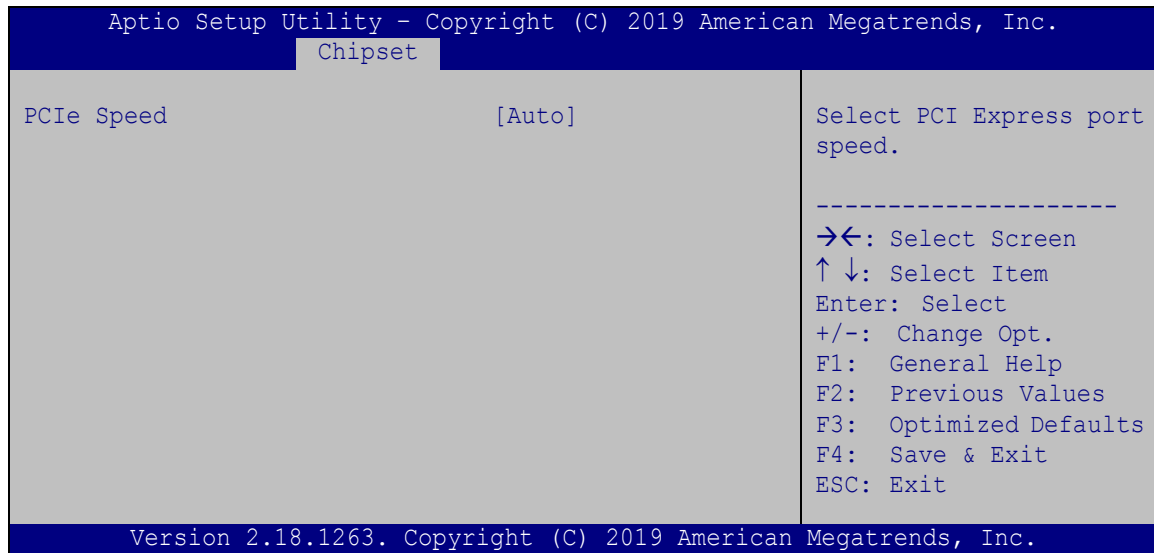 Aptio Setup Utility – Copyright (C) 2019 American Megatrends, Inc.
Chipset
PCIe Speed [Auto]
Select PCI Express port
speed.
---------------------
→←: Select Screen
↑ ↓: Select Item
Enter: Select
+/-: Change Opt.
F1: General Help
F2: Previous Values
F3: Optimized Defaults
F4: Save & Exit
ESC: Exit
Version 2.18.1263. Copyright (C) 2019 American Megatrends, Inc.